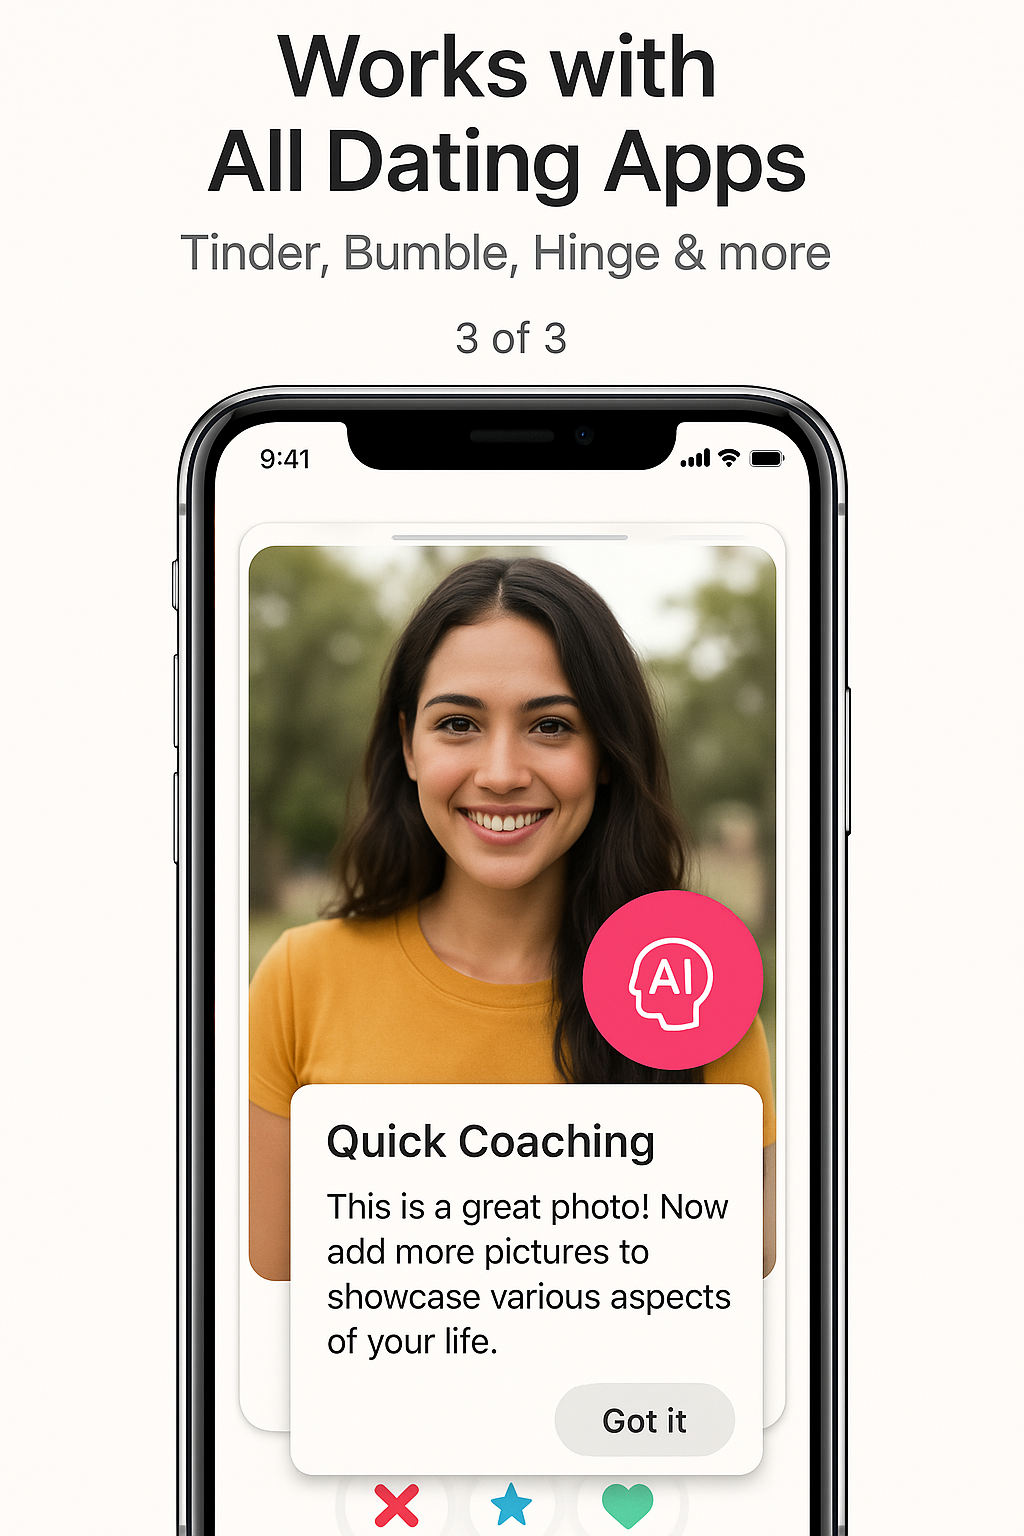 Works with
All Dating Apps
Tinder, Bumble, Hinge & more
3 of 3
9:41
AI
Quick Coaching
This is a great photo! Now
add more pictures to
showcase various aspects
of your life.
Got it